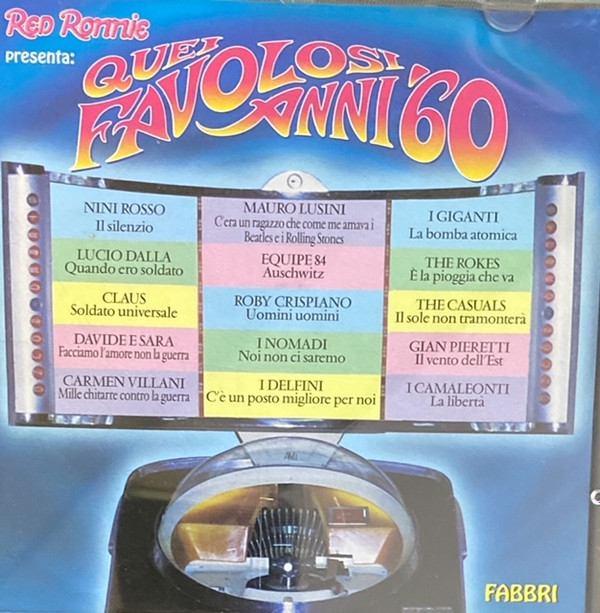 Red Ronnie
presenta:
QUEI
FAVOLOSI
ANNI '60
NINI ROSSO
Il silenzio
LUCIO DALLA
Quando ero soldato
CLAUS
Soldato universale
DAVIDE E SARA
Facciamo l'amore non la guerra
CARMEN VILLANI
Mille chitarre contro la guerra
MAURO LUSINI
C'era un ragazzo che come me amava i
Beatles e i Rolling Stones
EQUIPE 84
Auschwitz
ROBY CRISPIANO
Uomini uomini
I NOMADI
Noi non ci saremo
I DELFINI
C'è un posto migliore per noi
I GIGANTI
La bomba atomica
THE ROKES
È la pioggia che va
THE CASUALS
Il sole non tramonterà
GIAN PIERETTI
Il vento dell'Est
I CAMALEONTI
La libertà
AMI
FABBRI